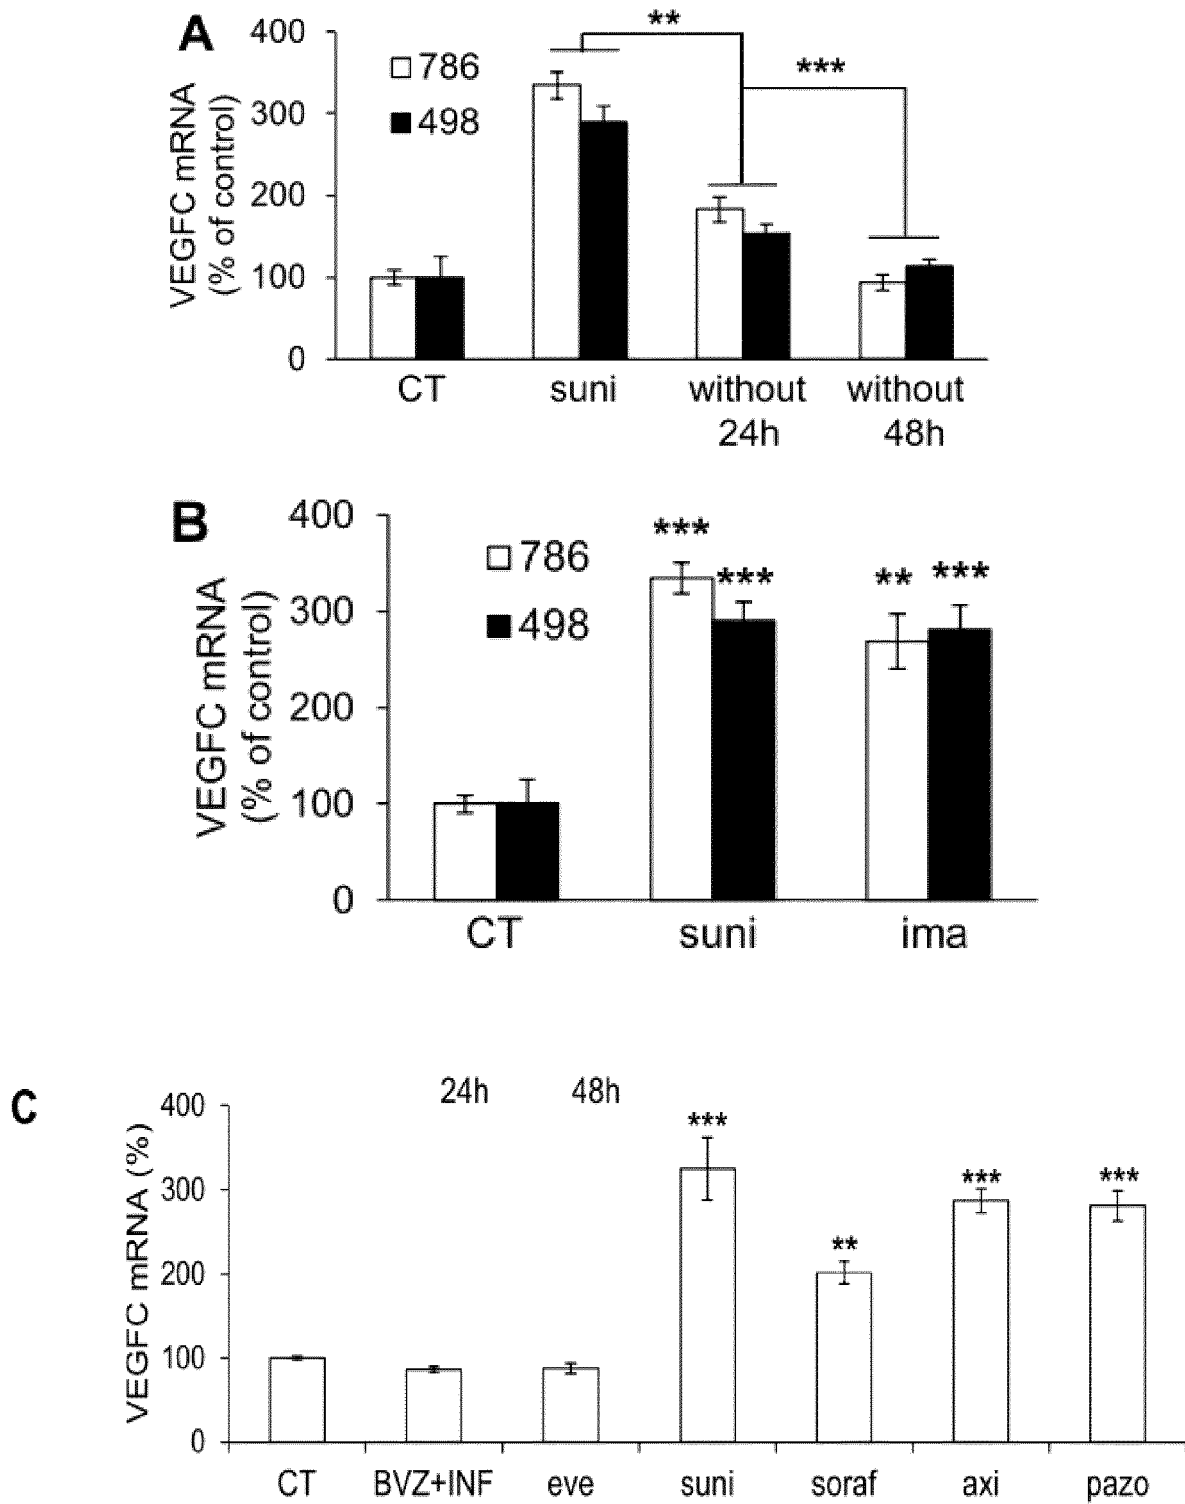 A
VEGFC mRNA
(% of control)
400
300
200
100
0
786
498
**
***
CT
suni
without
24h
without
48h
B
VEGFC mRNA
(% of control)
400
300
200
100
0
786
498
***
***
**
***
CT
suni
ima
C
VEGFC mRNA (%)
24h
48h
400
300
200
100
0
***
**
***
***
CT
BVZ+INF
eve
suni
soraf
axi
pazo